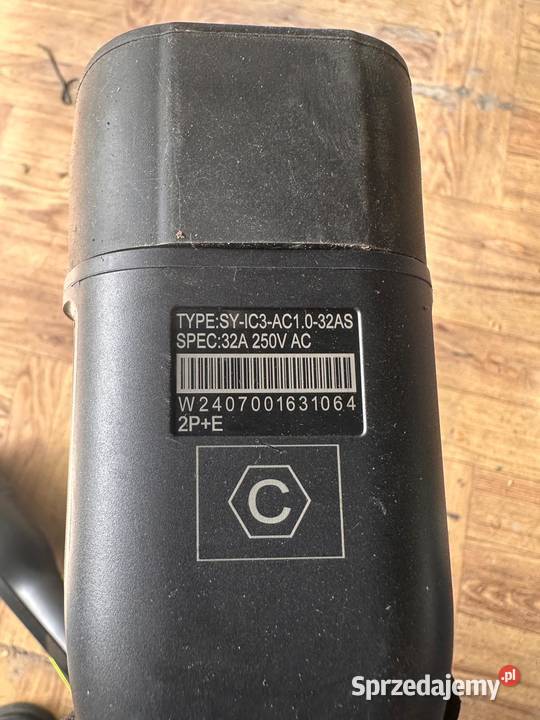 TYPE:SY-IC3-AC1.0-32AS
SPEC:32A 250V AC
W2407001631064
2P+E
C
Sprzedajemy.pl